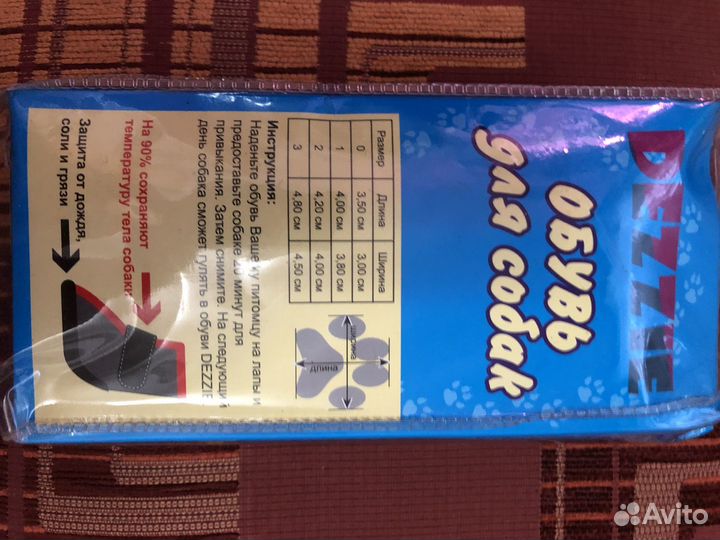 DEZZIE
ОБУВЬ
для собак
Размер Длина Ширина
0 3,50 см 3,00 см
1 4,00 см 3,80 см
2 4,20 см 4,00 см
3 4,80 см 4,50 см
ширина
Длина
Инструкция:
Наденьте обувь Вашему питомцу на лапы и
предоставьте собаке 20 минут для
привыкания. Затем снимите. На следующий
день собака сможет гулять в обуви DEZZIE
На 90% сохраняют
температуру тела собаки
Защита от дождя,
соли и грязи
Avito